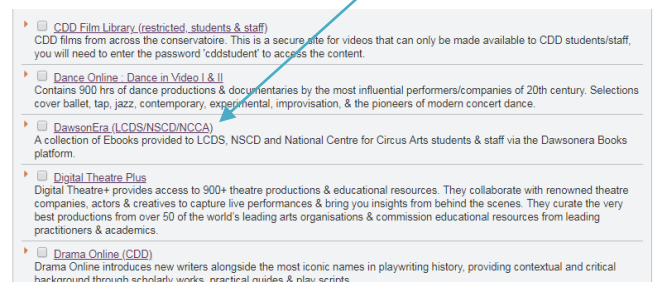 CDD Film Library (restricted, students & staff)
CDD films from across the conservatoire. This is a secure site for videos that can only be made available to CDD students/staff,
you will need to enter the password 'cddstudent' to access the content.
Dance Online : Dance in Video I & II
Contains 900 hrs of dance productions & documentaries by the most influential performers/companies of 20th century. Selections
cover ballet, tap, jazz, contemporary, experimental, improvisation, & the pioneers of modern concert dance.
DawsonEra (LCDS/NSCD/NCCA)
A collection of Ebooks provided to LCDS, NSCD and National Centre for Circus Arts students & staff via the Dawsonera Books
platform.
Digital Theatre Plus
Digital Theatre+ provides access to 900+ theatre productions & educational resources. They collaborate with renowned theatre
companies, actors & creatives to capture live performances & bring you insights from behind the scenes. They curate the very
best productions from over 50 of the world's leading arts organisations & commission educational resources from leading
practitioners & academics.
Drama Online (CDD)
Drama Online introduces new writers alongside the most iconic names in playwriting history, providing contextual and critical
background through scholarly works, practical guides & play scripts.